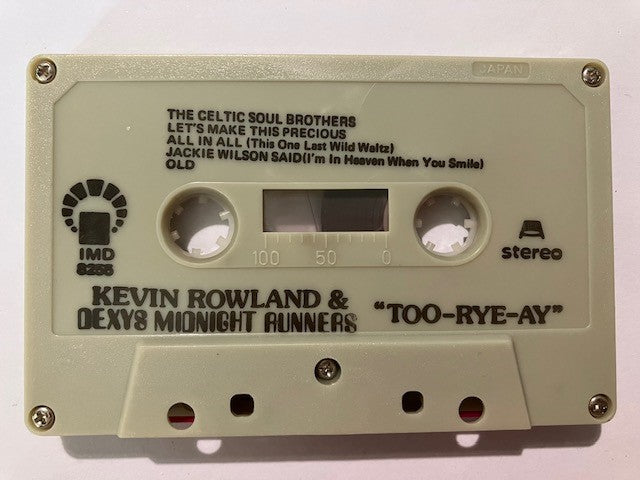 JAPAN
THE CELTIC SOUL BROTHERS
LET'S MAKE THIS PRECIOUS
ALL IN ALL (This One Last Wild Waltz)
JACKIE WILSON SAID(I'm In Heaven When You Smile)
OLD
IMD
8255
100 50 0
stereo
KEVIN ROWLAND &
DEXYS MIDNIGHT RUNNERS
"TOO-RYE-AY"